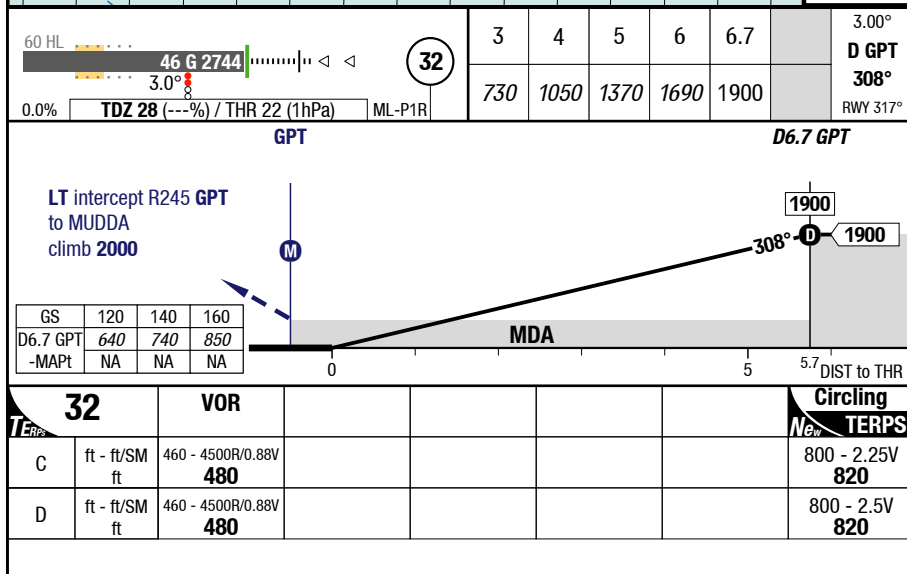 60 HL
46 G 2744
3.0°
0.0%
TDZ 28 (---%) / THR 22 (1hPa)
ML-P1R
32
3 4 5 6 6.7
730 1050 1370 1690 1900
3.00°
D GPT
308°
RWY 317°
GPT
D6.7 GPT
LT intercept R245 GPT
to MUDDA
climb 2000
M
1900
308°
D
1900
GS 120 140 160
D6.7 GPT 640 740 850
-MAPt NA NA NA
MDA
0 5 5.7 DIST to THR
TERPS
32
VOR
Circling
New TERPS
C
ft - ft/SM
ft
460 - 4500R/0.88V
480
800 - 2.25V
820
D
ft - ft/SM
ft
460 - 4500R/0.88V
480
800 - 2.5V
820